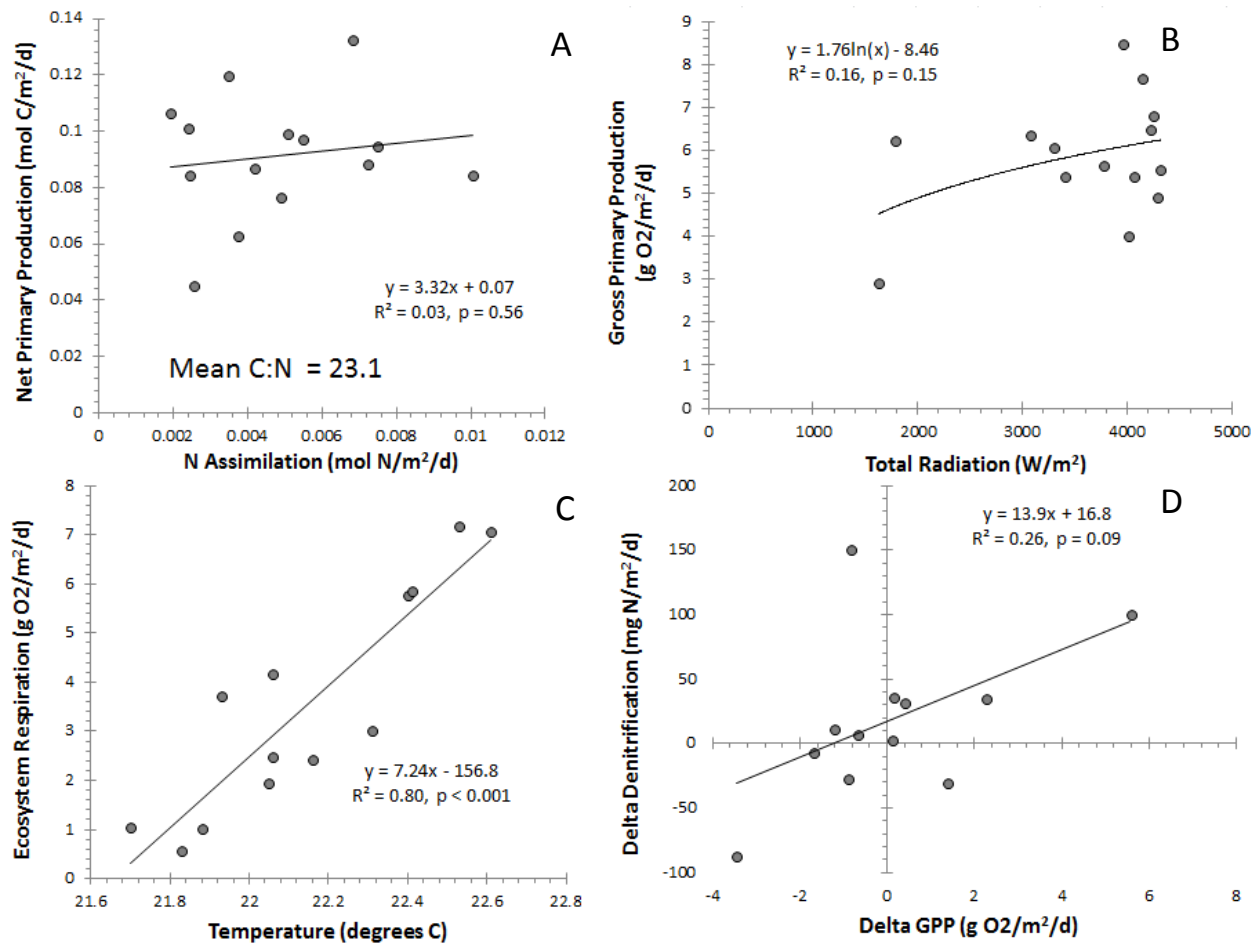 A
Net Primary Production (mol C/m²/d)
0.14
0.12
0.1
0.08
0.06
0.04
0.02
0
y = 3.32x + 0.07
R² = 0.03, p = 0.56
Mean C:N = 23.1
0 0.002 0.004 0.006 0.008 0.01 0.012
N Assimilation (mol N/m²/d)
B
Gross Primary Production
(g O2/m²/d)
9
8
7
6
5
4
3
2
1
0
y = 1.76ln(x) - 8.46
R² = 0.16, p = 0.15
0 1000 2000 3000 4000 5000
Total Radiation (W/m²)
C
Ecosystem Respiration (g O2/m²/d)
8
7
6
5
4
3
2
1
0
y = 7.24x - 156.8
R² = 0.80, p < 0.001
21.6 21.8 22 22.2 22.4 22.6 22.8
Temperature (degrees C)
D
Delta Denitrification (mg N/m²/d)
200
150
100
50
0
-50
-100
y = 13.9x + 16.8
R² = 0.26, p = 0.09
-4 -2 0 2 4 6 8
Delta GPP (g O2/m²/d)